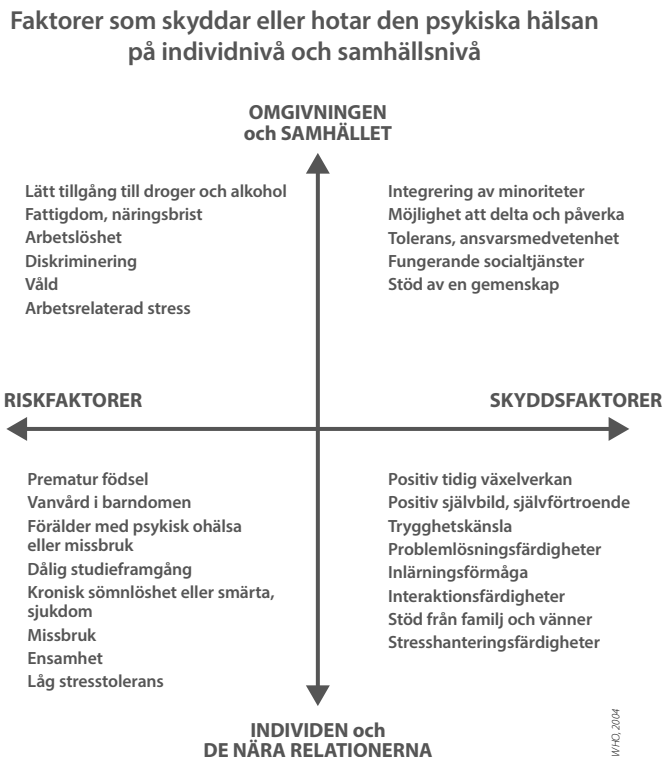 Faktorer som skyddar eller hotar den psykiska hälsan
på individnivå och samhällsnivå
OMGIVNINGEN
och SAMHÄLLET
Lätt tillgång till droger och alkohol
Fattigdom, näringsbrist
Arbetslöshet
Diskriminering
Våld
Arbetsrelaterad stress
Integrering av minoriteter
Möjlighet att delta och påverka
Tolerans, ansvarsmedvetenhet
Fungerande socialtjänster
Stöd av en gemenskap
RISKFAKTORER
SKYDDSFAKTORER
Prematur födsel
Vanvård i barndomen
Förälder med psykisk ohälsa
eller missbruk
Dålig studieframgång
Kronisk sömnlöshet eller smärta,
sjukdom
Missbruk
Ensamhet
Låg stresstolerans
Positiv tidig växelverkan
Positiv självbild, självförtroende
Trygghetskänsla
Problemlösningsfärdigheter
Inlärningsförmåga
Interaktionsfärdigheter
Stöd från familj och vänner
Stresshanteringsfärdigheter
INDIVIDEN och
DE NÄRA RELATIONERNA
WHO, 2004